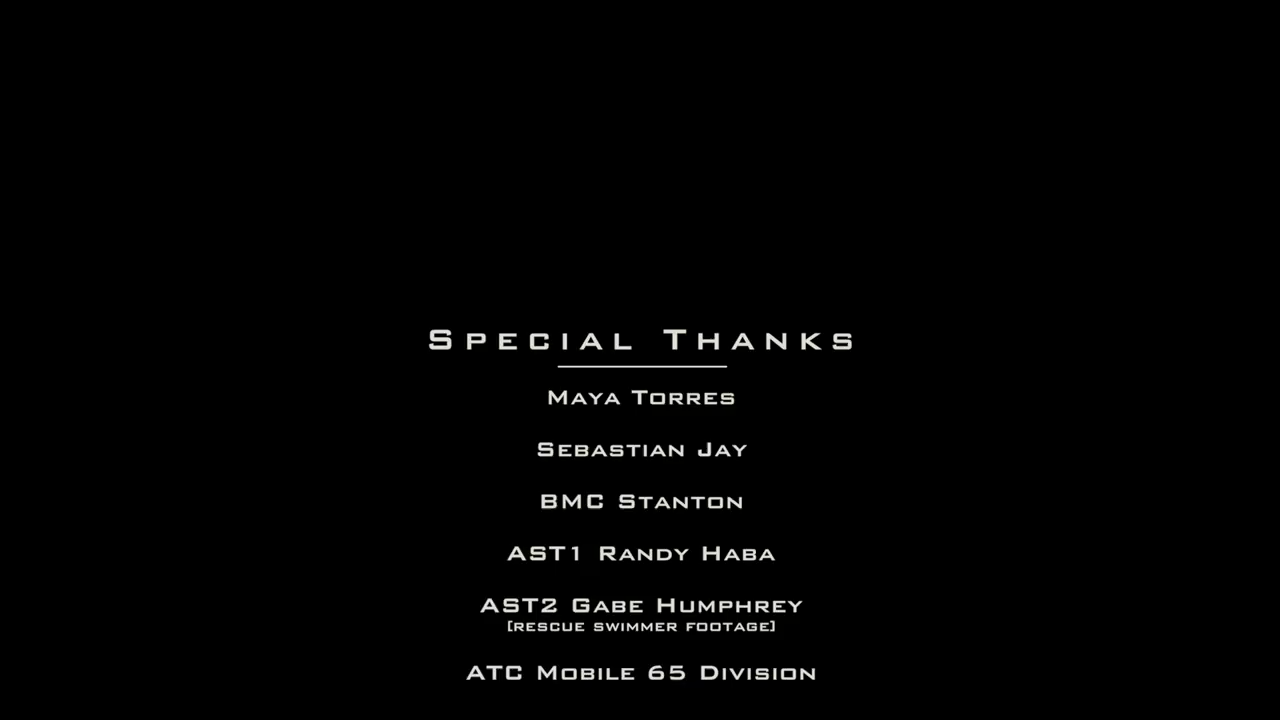 Special Thanks
Maya Torres
Sebastian Jay
BMC Stanton
AST1 Randy Haba
AST2 Gabe Humphrey
[rescue swimmer footage]
ATC Mobile 65 Division